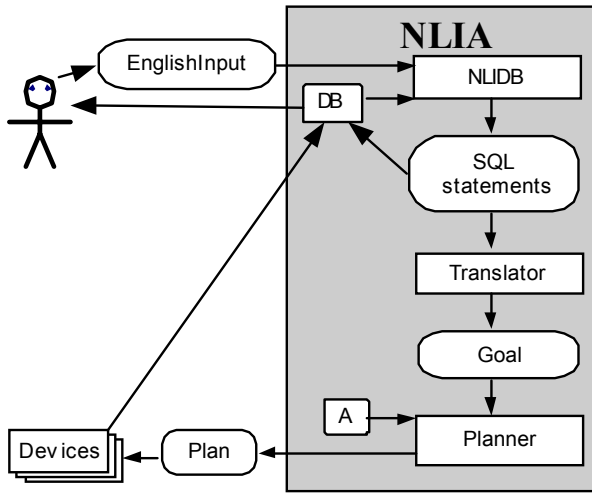 NLIA
EnglishInput
NLIDB
DB
SQL
statements
Translator
Goal
A
Planner
Devices
Plan